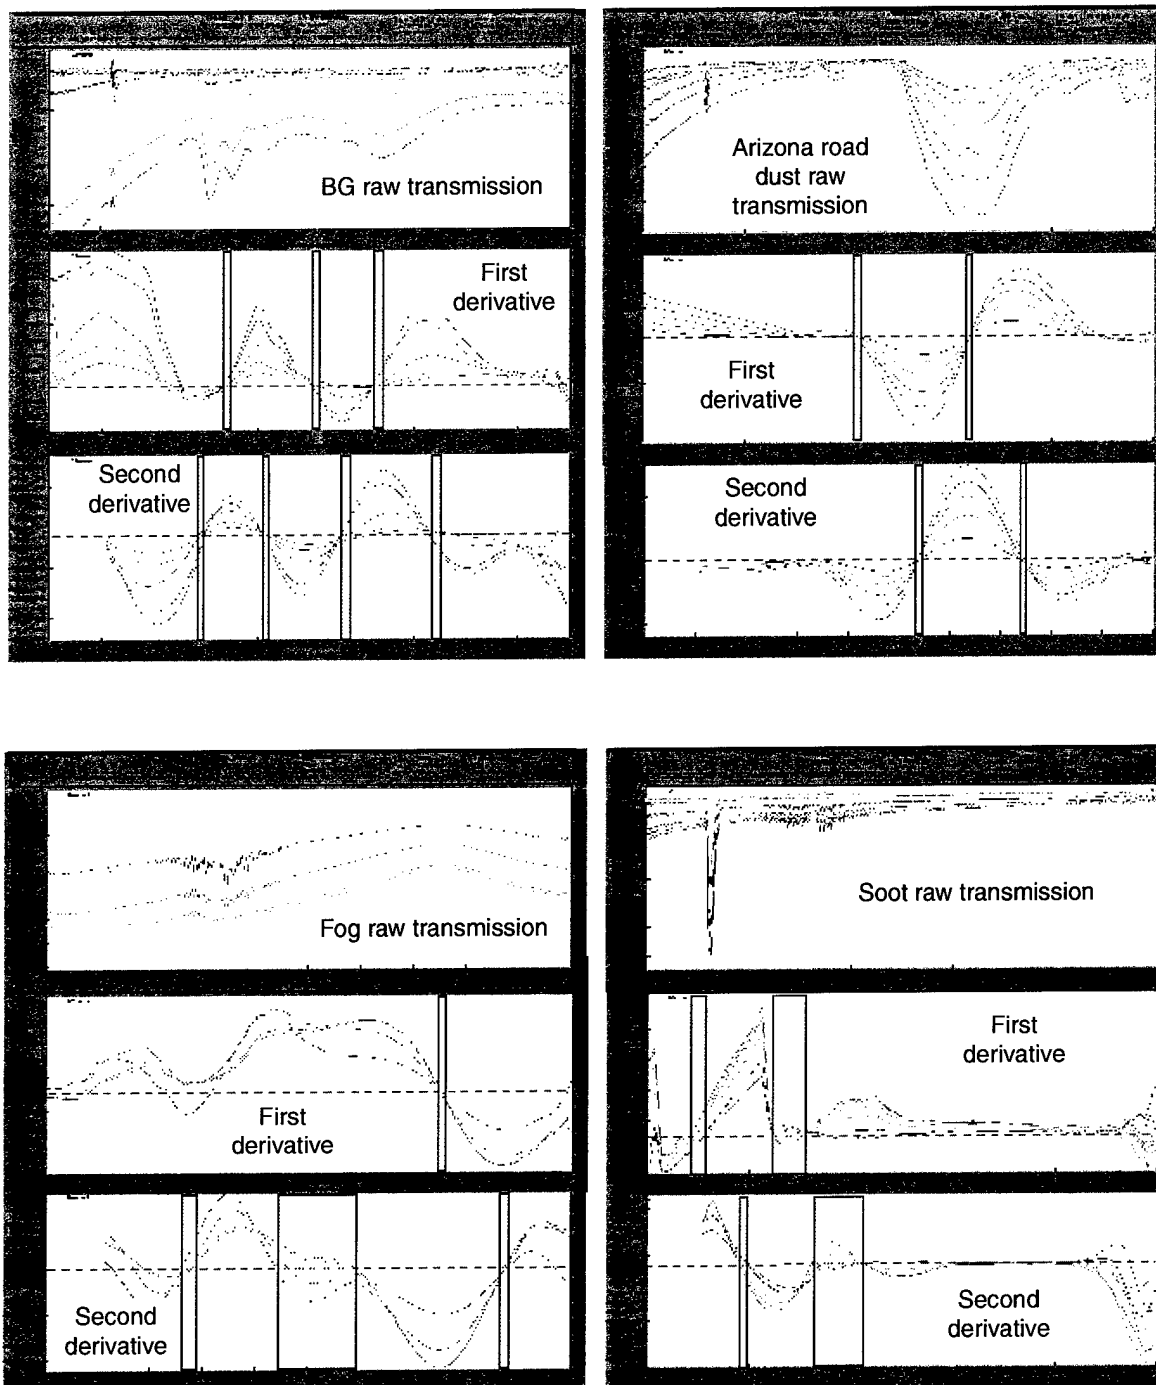 BG raw transmission
First
derivative
Second
derivative
Arizona road
dust raw
transmission
First
derivative
Second
derivative
Fog raw transmission
First
derivative
Second
derivative
Soot raw transmission
First
derivative
Second
derivative